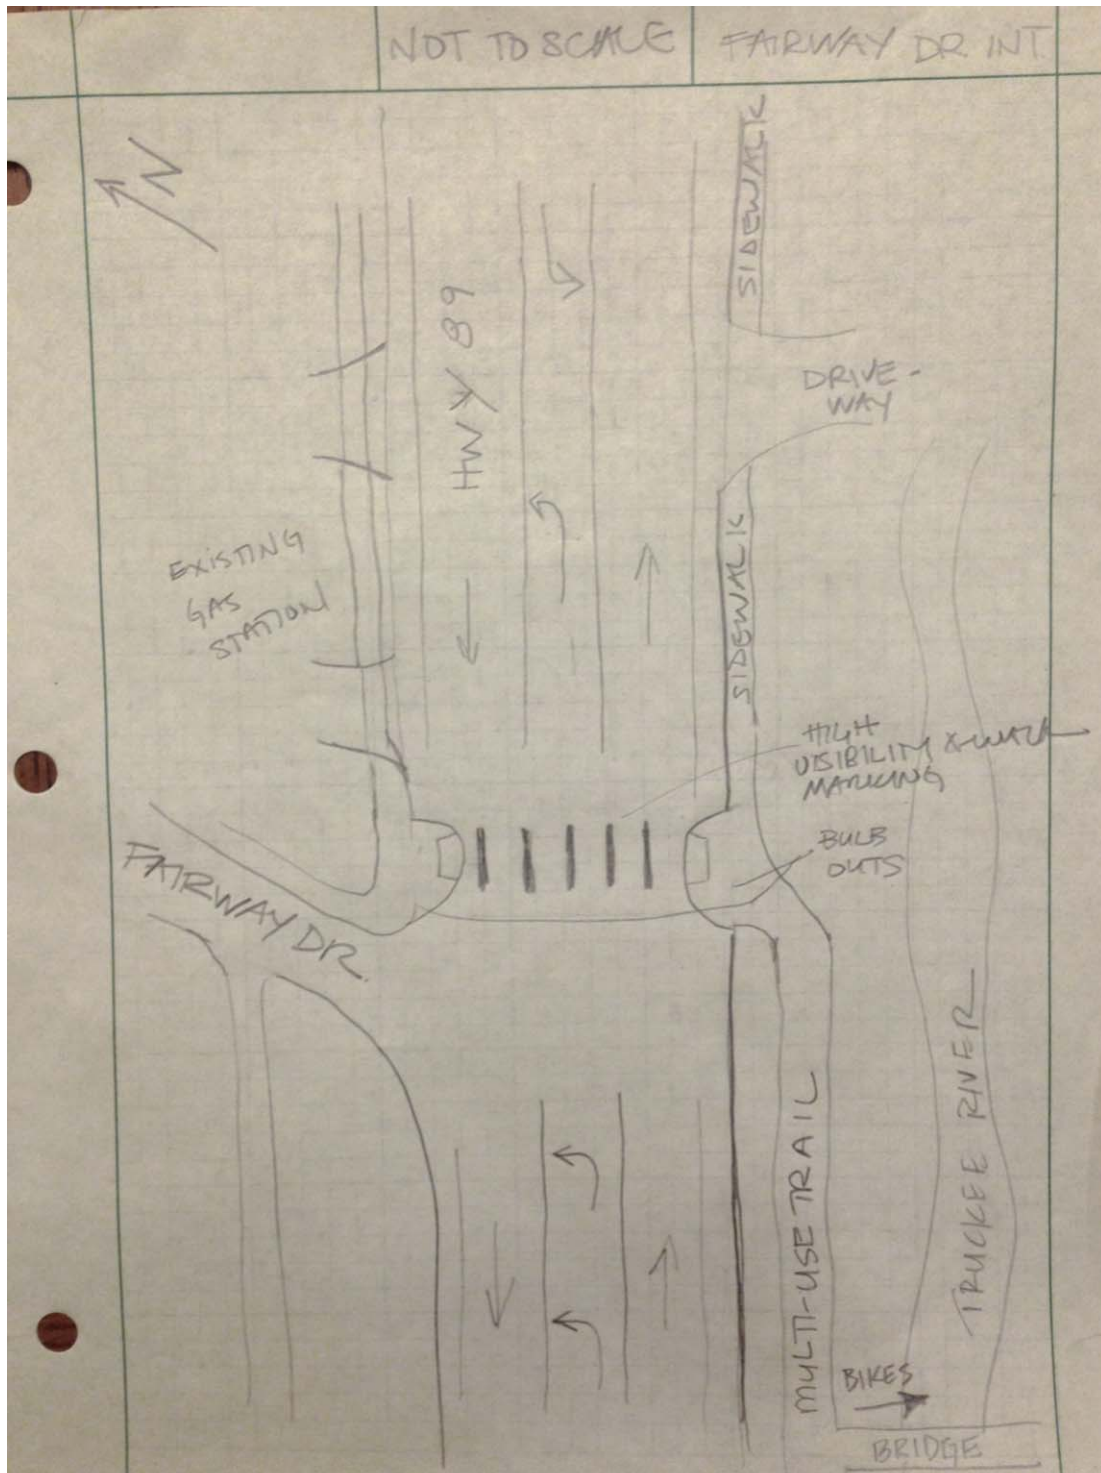 NOT TO SCALE
FAIRWAY DR. INT.
N
SIDEWALK
HWY 89
DRIVE-
WAY
EXISTING
GAS
STATION
SIDEWALK
HIGH
VISIBILITY X-WALK
MARKING
BULB
OUTS
FAIRWAY DR.
TRUCKEE RIVER
MULTI-USE TRAIL
BIKES
BRIDGE